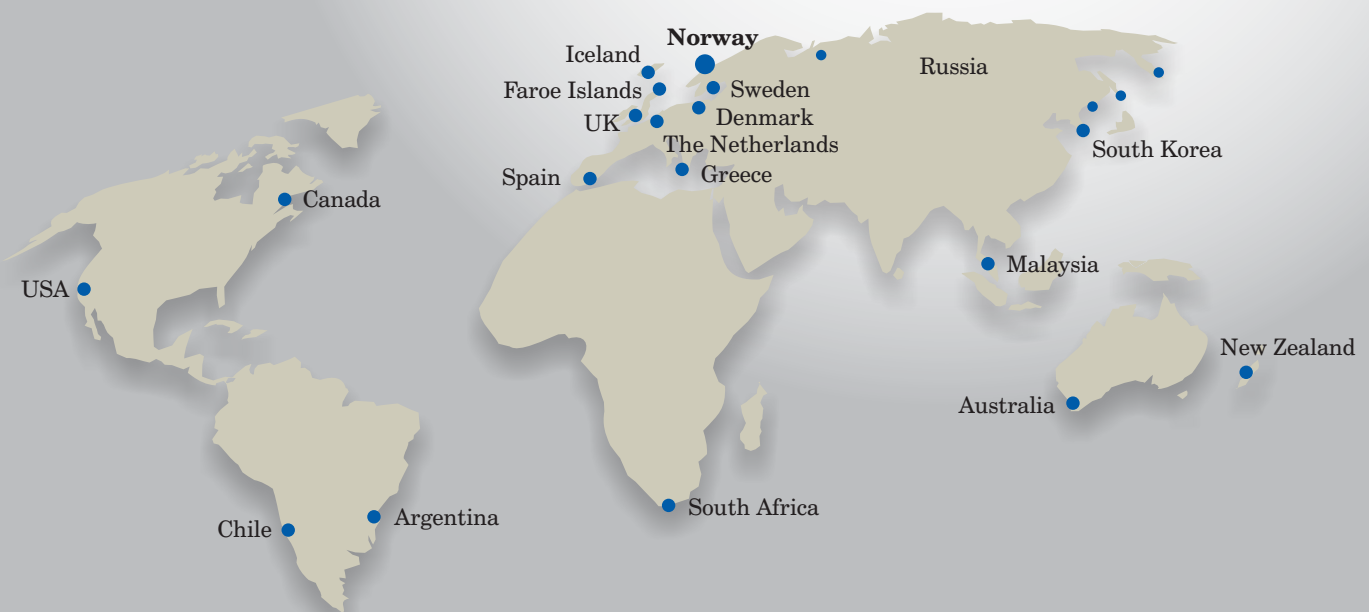 Norway
Iceland
Russia
Faroe Islands
Sweden
UK
Denmark
The Netherlands
South Korea
Spain
Greece
Canada
Malaysia
USA
New Zealand
Australia
South Africa
Argentina
Chile